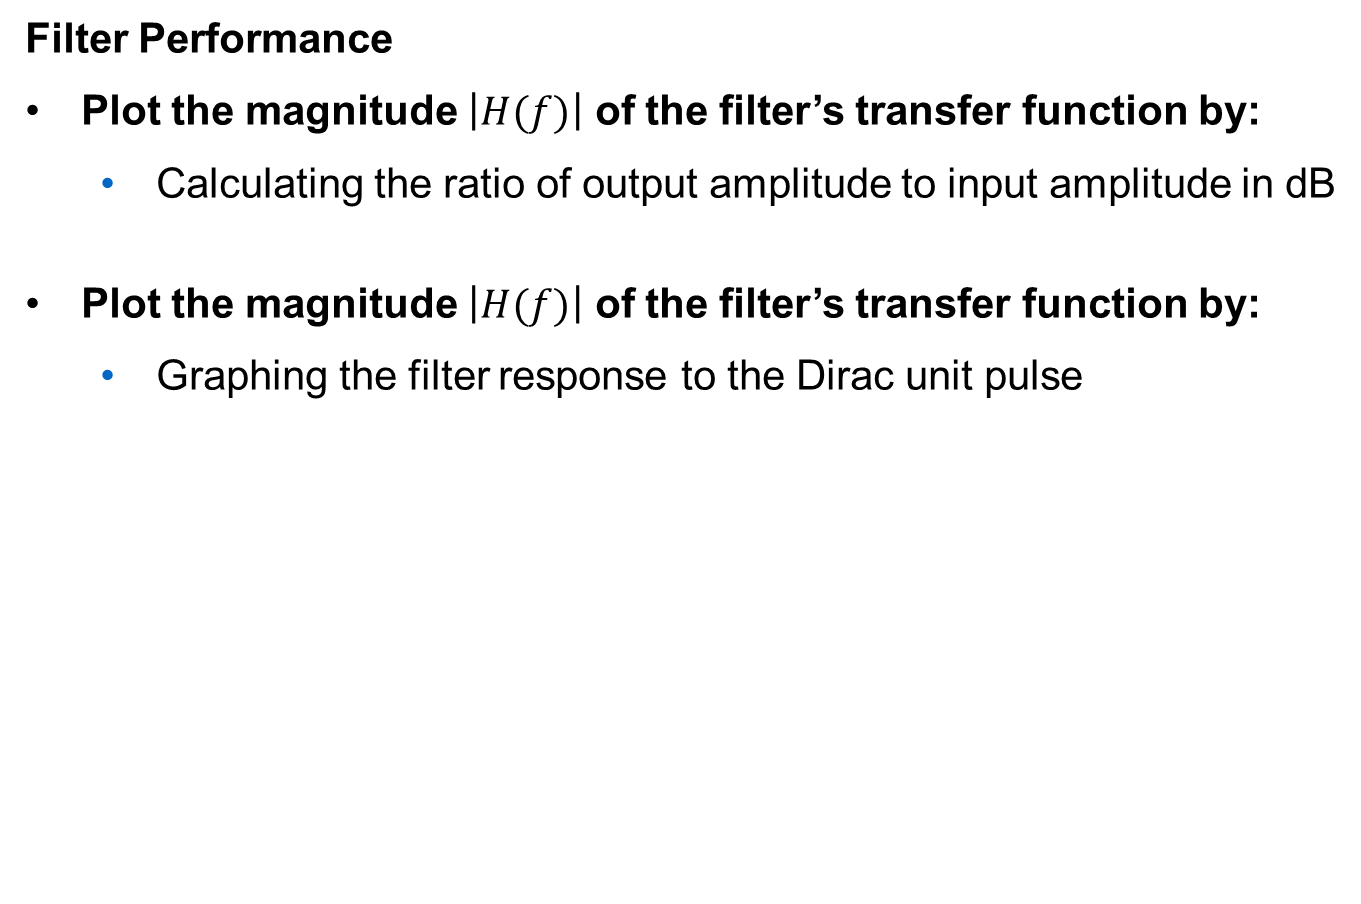 Filter Performance
• Plot the magnitude |H(f)| of the filter’s transfer function by:
• Calculating the ratio of output amplitude to input amplitude in dB
• Plot the magnitude |H(f)| of the filter’s transfer function by:
• Graphing the filter response to the Dirac unit pulse